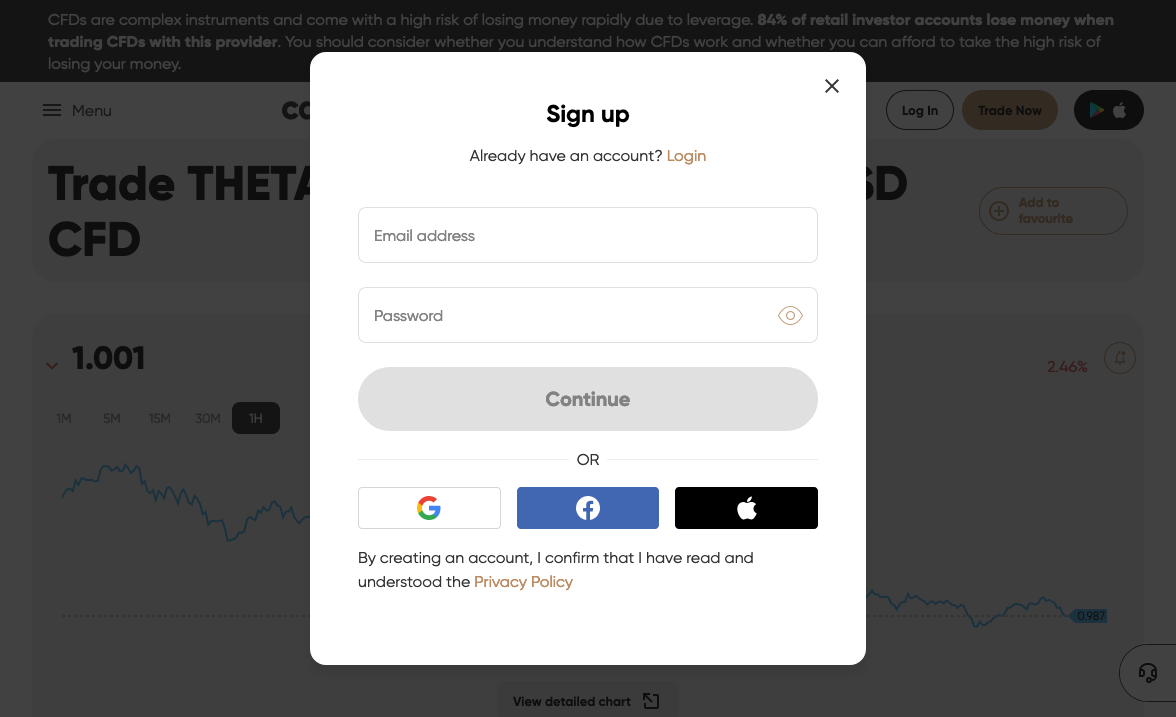 CFDs are complex instruments and come with a high risk of losing money rapidly due to leverage. 84% of retail investor accounts lose money when
trading CFDs with this provider. You should consider whether you understand how CFDs work and whether you can afford to take the high risk of
losing your money.
Menu
Log In
Trade Now
Trade THETA
CFD
Add to
favourite
Sign up
Already have an account? Login
Email address
Password
Continue
OR
By creating an account, I confirm that I have read and
understood the Privacy Policy
1.001
2.46%
1M 5M 15M 30M 1H
0.987
View detailed chart